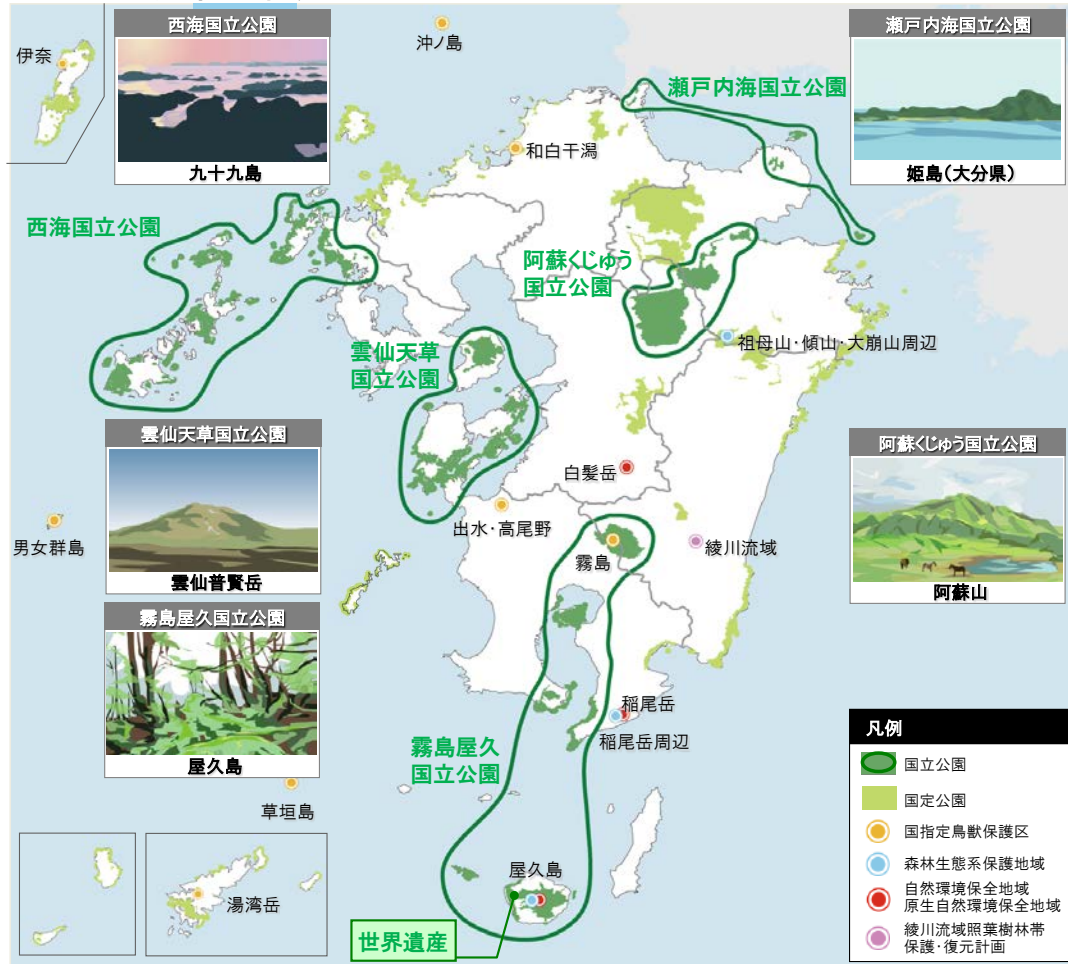 西海国立公園
九十九島
伊奈
沖ノ島
瀬戸内海国立公園
姫島(大分県)
瀬戸内海国立公園
和白干潟
西海国立公園
阿蘇くじゅう
国立公園
祖母山・傾山・大崩山周辺
雲仙天草
国立公園
雲仙天草国立公園
雲仙普賢岳
阿蘇くじゅう国立公園
阿蘇山
白髪岳
出水・高尾野
男女群島
霧島
綾川流域
霧島屋久国立公園
屋久島
稲尾岳
稲尾岳周辺
霧島屋久
国立公園
草垣島
屋久島
湯湾岳
世界遺産
凡例
国立公園
国定公園
国指定鳥獣保護区
森林生態系保護地域
自然環境保全地域
原生自然環境保全地域
綾川流域照葉樹林帯
保護・復元計画